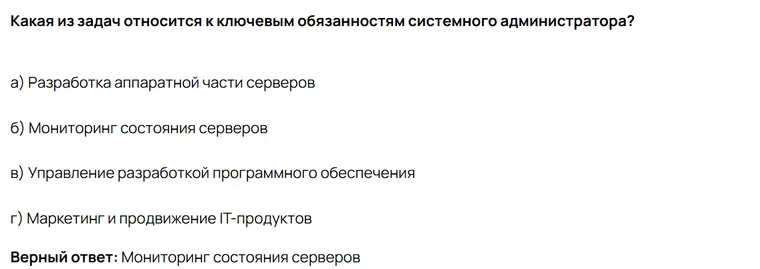 Какая из задач относится к ключевым обязанностям системного администратора?
а) Разработка аппаратной части серверов
б) Мониторинг состояния серверов
в) Управление разработкой программного обеспечения
г) Маркетинг и продвижение IT-продуктов
Верный ответ: Мониторинг состояния серверов